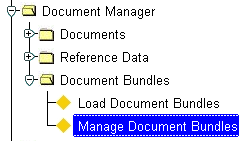 Document Manager
Documents
Reference Data
Document Bundles
Load Document Bundles
Manage Document Bundles